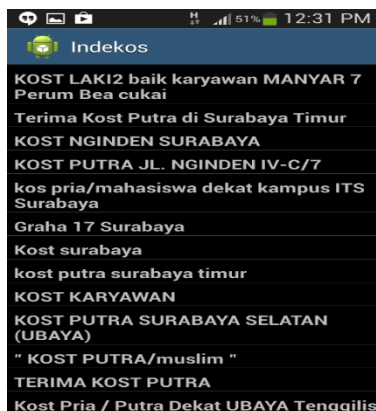 H 51% 12:31 PM
Indekos
KOST LAKI2 baik karyawan MANYAR 7
Perum Bea cukai
Terima Kost Putra di Surabaya Timur
KOST NGINDEN SURABAYA
KOST PUTRA JL. NGINDEN IV-C/7
kos pria/mahasiswa dekat kampus ITS
Surabaya
Graha 17 Surabaya
Kost surabaya
kost putra surabaya timur
KOST KARYAWAN
KOST PUTRA SURABAYA SELATAN
(UBAYA)
" KOST PUTRA/muslim "
TERIMA KOST PUTRA
Kost Pria / Putra Dekat UBAYA Tenggilis